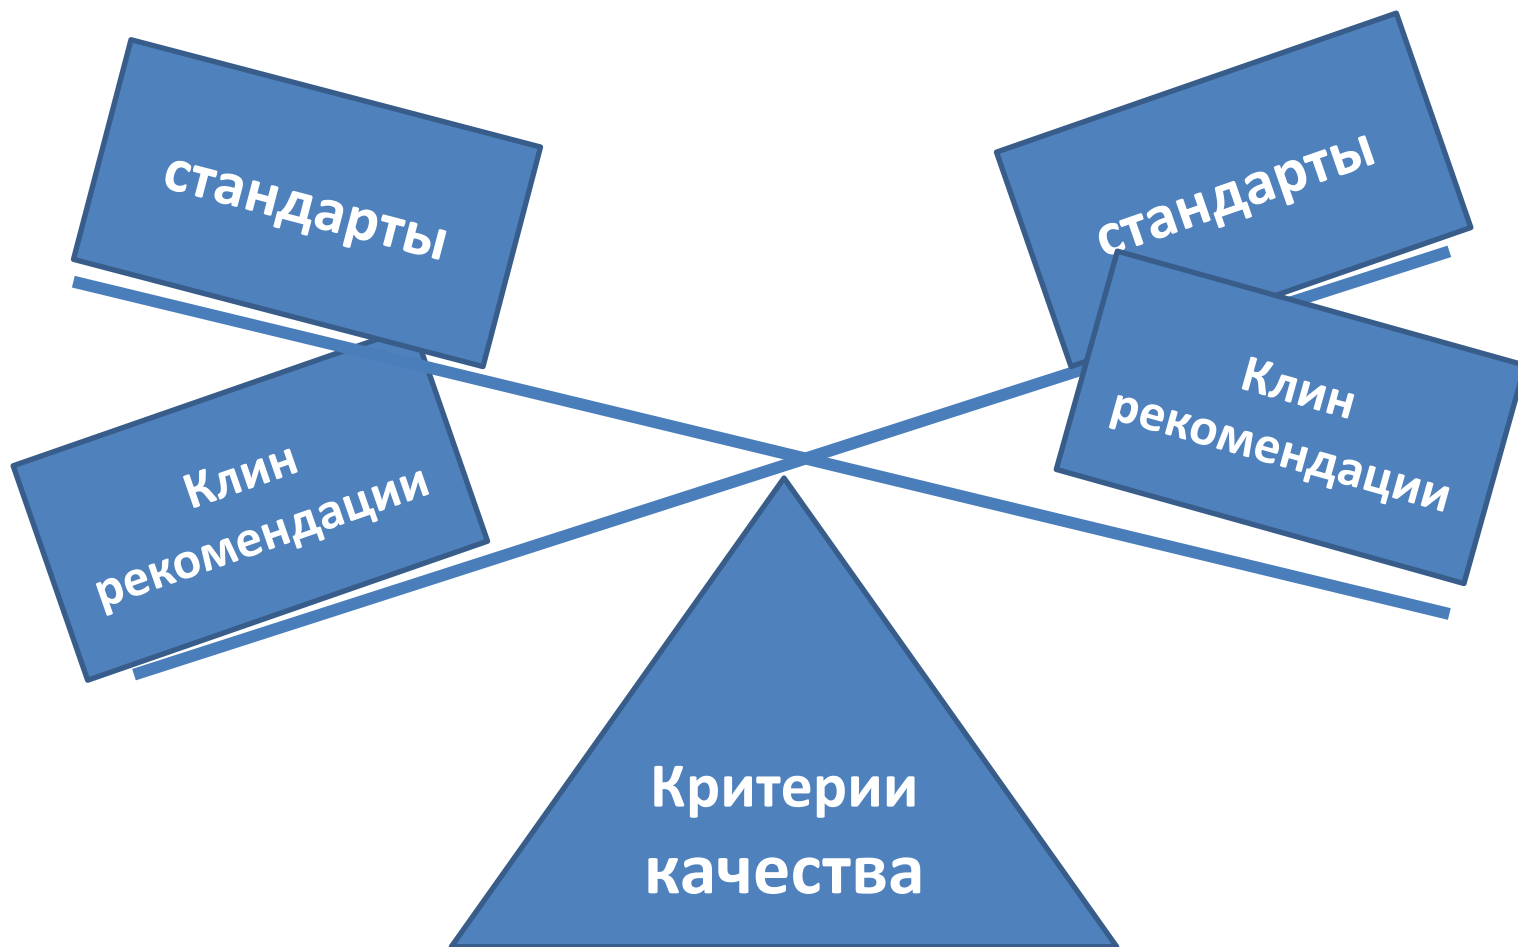 стандарты
стандарты
Клин
рекомендации
Клин
рекомендации
Критерии
качества